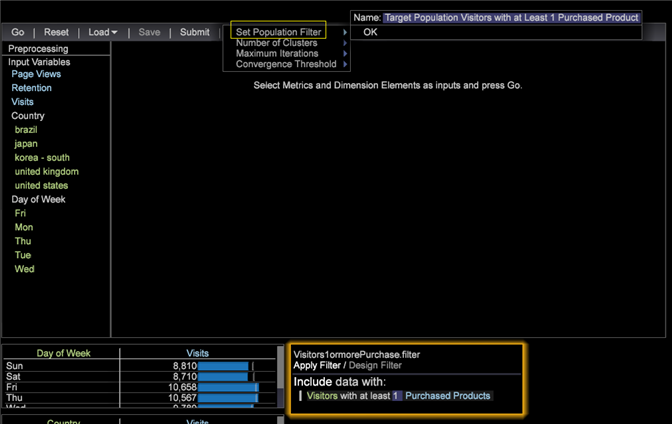 Name: Target Population Visitors with at Least 1 Purchased Product
OK
Go | Reset | Load | Save | Submit
Set Population Filter
Number of Clusters
Maximum Iterations
Convergence Threshold
Preprocessing
Input Variables
Page Views
Retention
Visits
Country
brazil
japan
korea - south
united kingdom
united states
Day of Week
Fri
Mon
Thu
Tue
Wed
Select Metrics and Dimension Elements as inputs and press Go.
Day of Week Visits
Sun 8,810
Sat 8,710
Fri 10,658
Thu 10,567
Wed 9,789
Country Visits
Visitors1ormorePurchase.filter
Apply Filter / Design Filter
Include data with:
Visitors with at least 1 Purchased Products